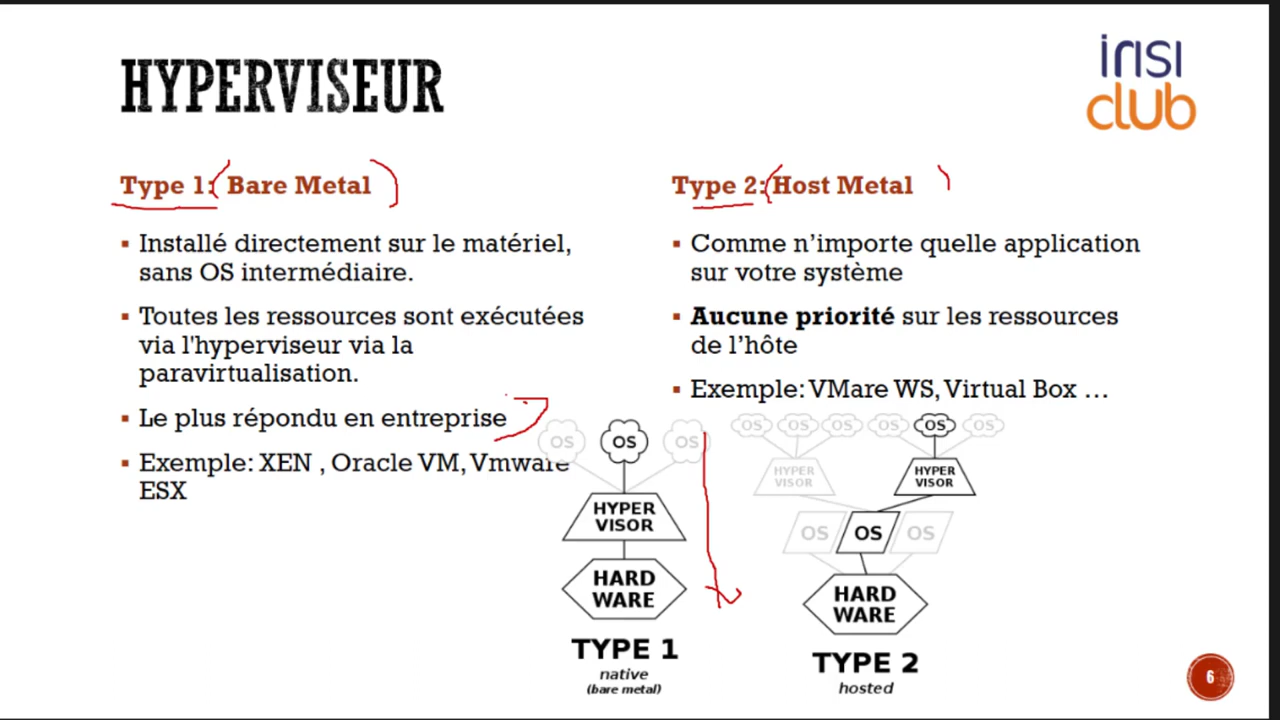 HYPERVISEUR
irisi
club
Type 1: Bare Metal
▪ Installé directement sur le matériel,
sans OS intermédiaire.
▪ Toutes les ressources sont exécutées
via l'hyperviseur via la
paravirtualisation.
▪ Le plus répondu en entreprise
▪ Exemple: XEN , Oracle VM, Vmware
ESX
Type 2: Host Metal
▪ Comme n'importe quelle application
sur votre système
▪ Aucune priorité sur les ressources
de l'hôte
▪ Exemple: VMare WS, Virtual Box ...
OS OS OS
HYPER
VISOR
HARD
WARE
TYPE 1
native
(bare metal)
OS OS OS OS OS OS
HYPER
VISOR
HYPER
VISOR
OS OS OS
HARD
WARE
TYPE 2
hosted
6